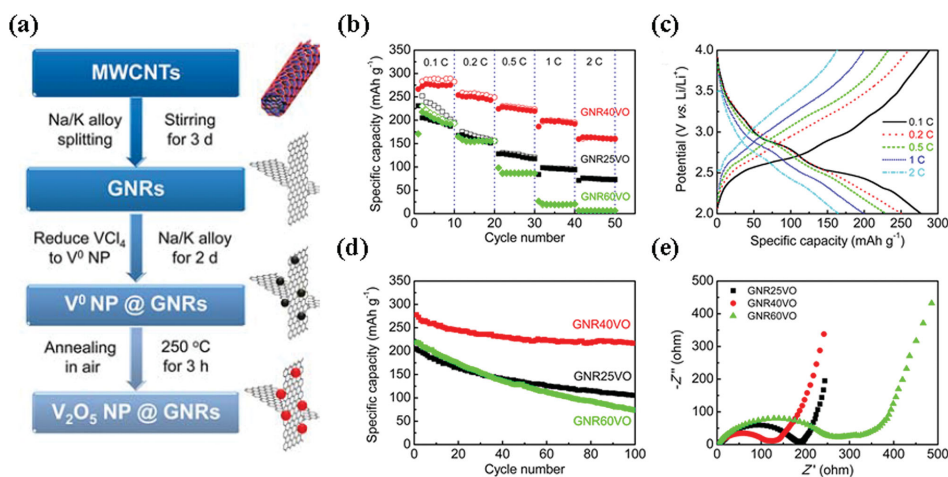 (a)
MWCNTs
Na/K alloy splitting
Stirring for 3 d
GNRs
Reduce VCl4 to V⁰ NP
Na/K alloy for 2 d
V⁰ NP @ GNRs
Annealing in air
250 °C for 3 h
V₂O₅ NP @ GNRs
(b)
Specific capacity (mAh g⁻¹)
350
300
250
200
150
100
50
0
0.1 C 0.2 C 0.5 C 1 C 2 C
GNR40VO
GNR25VO
GNR60VO
0 10 20 30 40 50 60
Cycle number
(c)
Potential (V vs. Li/Li⁺)
4.0
3.5
3.0
2.5
2.0
0.1 C
0.2 C
0.5 C
1 C
2 C
0 50 100 150 200 250 300
Specific capacity (mAh g⁻¹)
(d)
Specific capacity (mAh g⁻¹)
350
300
250
200
150
100
50
0
GNR40VO
GNR25VO
GNR60VO
0 20 40 60 80 100
Cycle number
(e)
-Z'' (ohm)
500
400
300
200
100
0
GNR25VO
GNR40VO
GNR60VO
0 100 200 300 400 500
Z' (ohm)